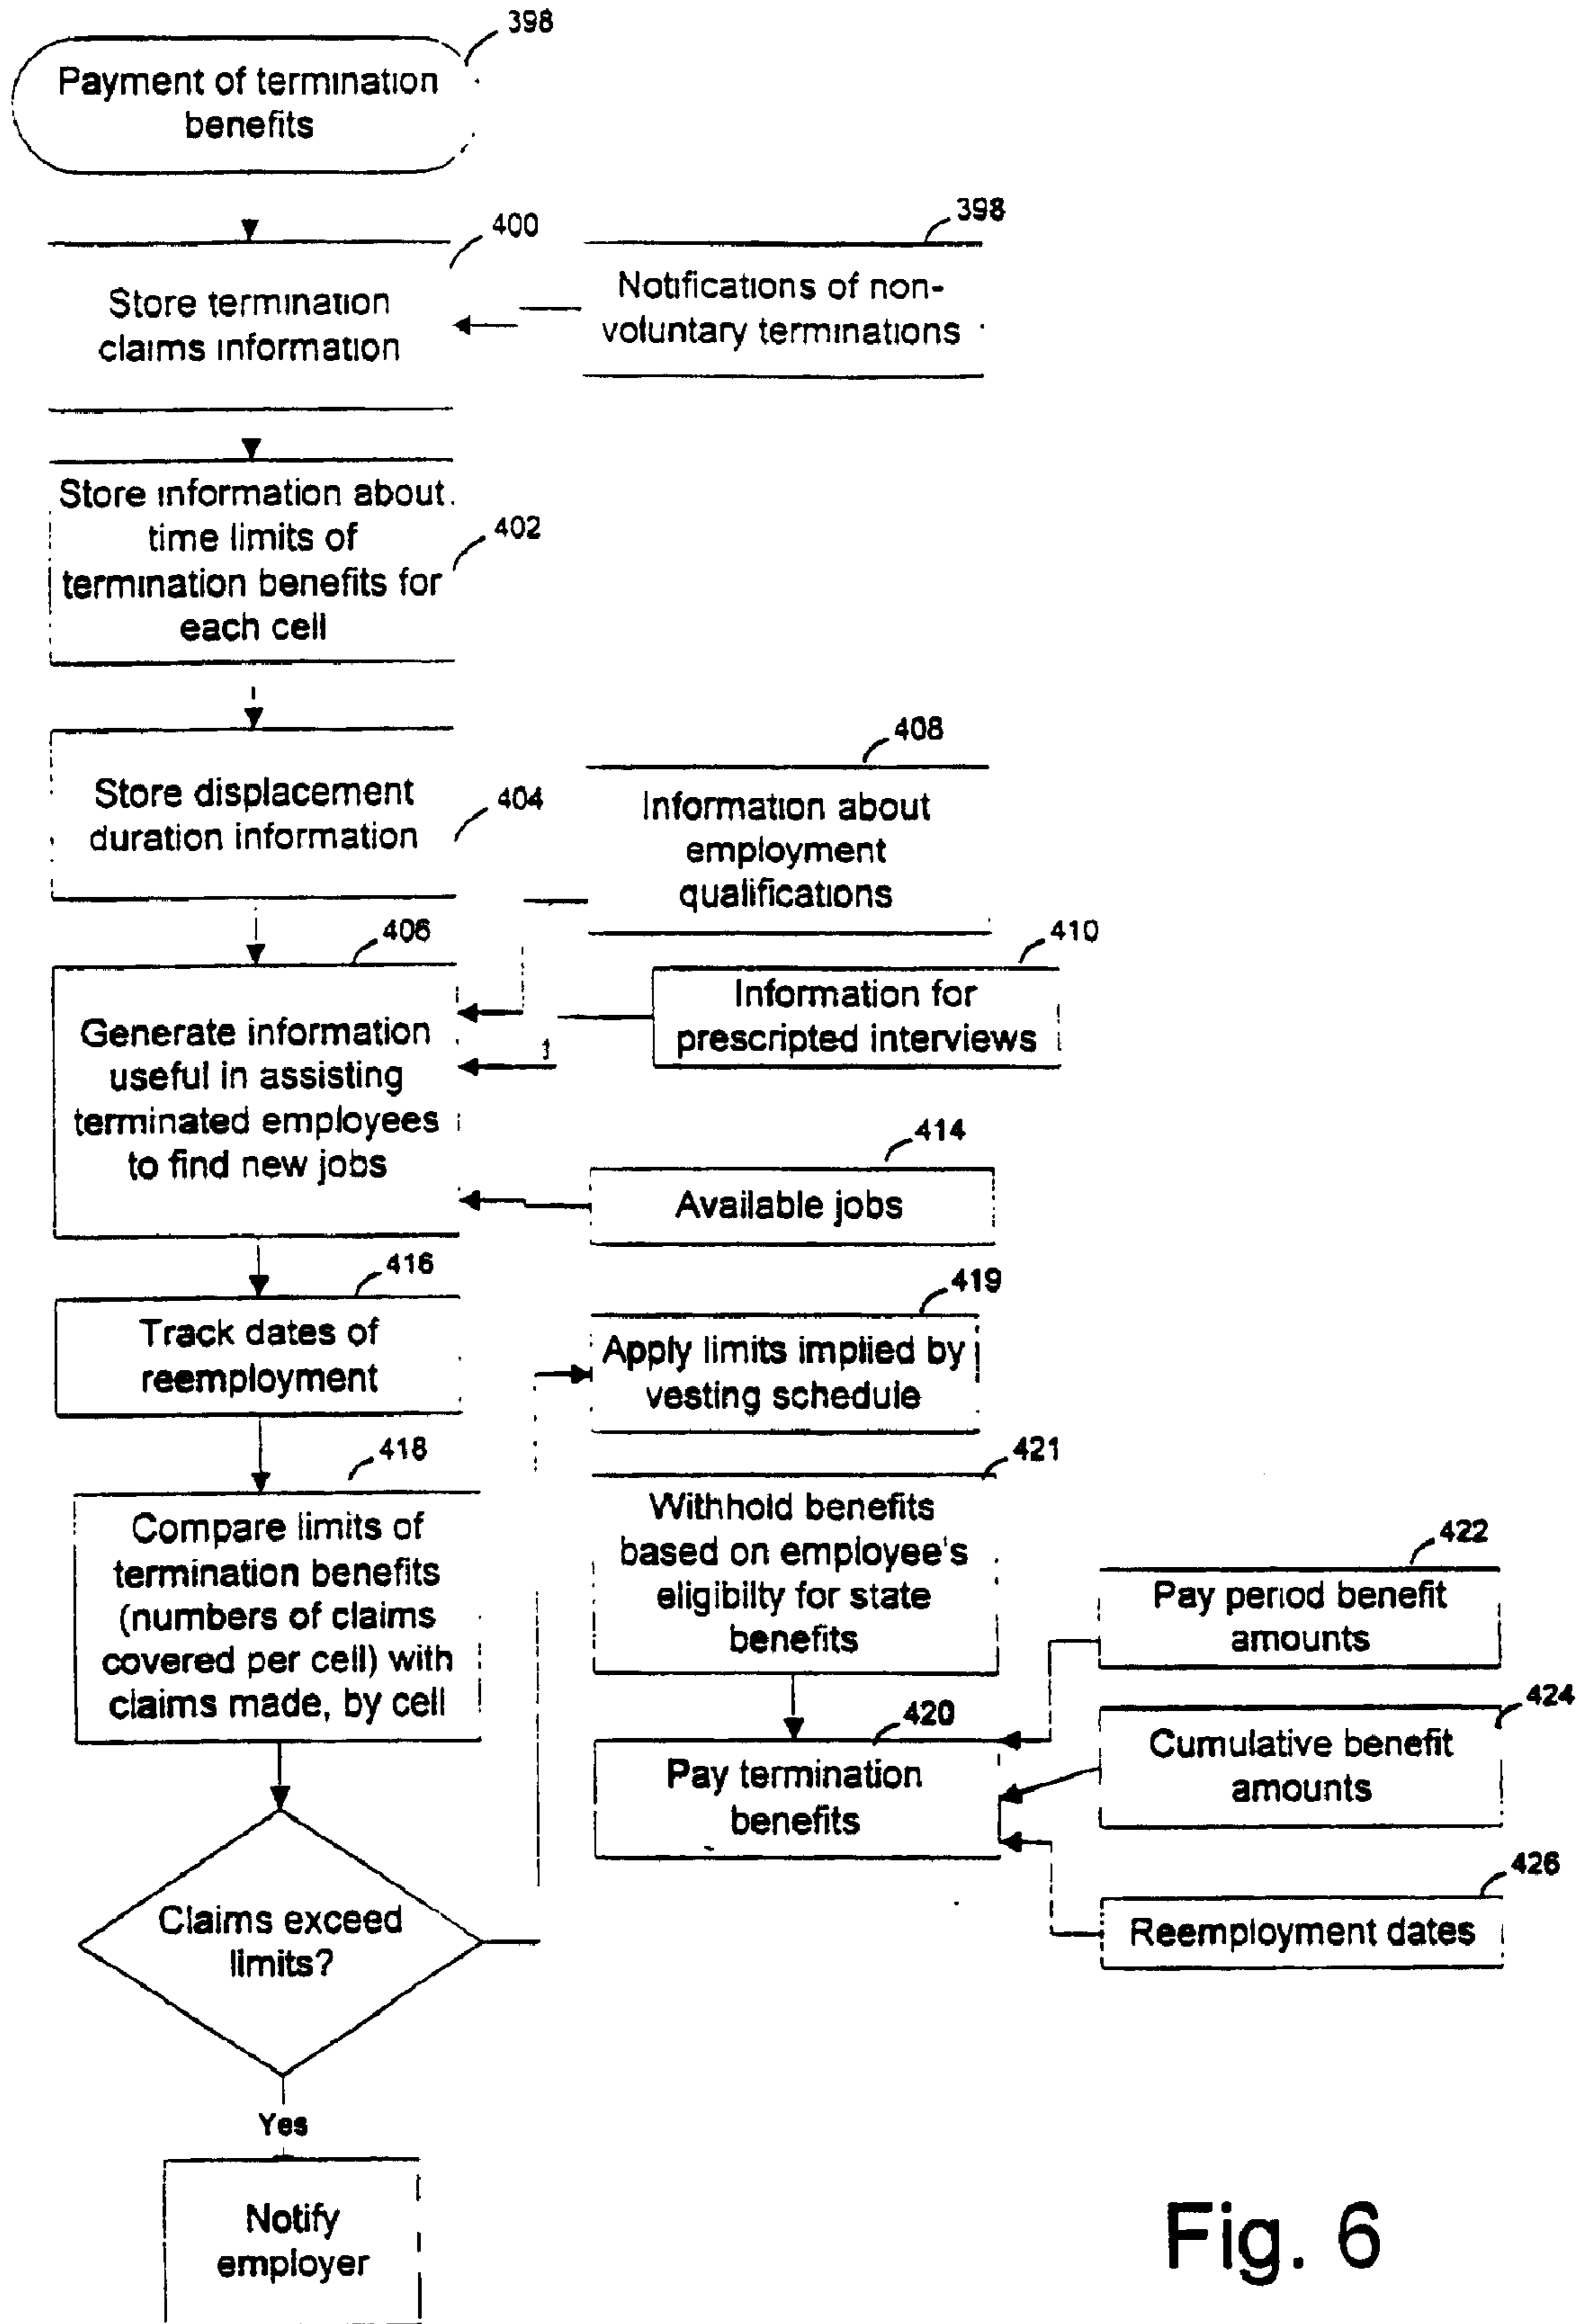 398
Payment of termination
benefits
400
Store termination
claims information
398
Notifications of non-
voluntary terminations
Store information about
time limits of
termination benefits for
each cell
402
Store displacement
duration information
404
408
Information about
employment
qualifications
406
Generate information
useful in assisting
terminated employees
to find new jobs
410
Information for
prescripted interviews
414
Available jobs
416
Track dates of
reemployment
419
Apply limits implied by
vesting schedule
418
Compare limits of
termination benefits
(numbers of claims
covered per cell) with
claims made, by cell
421
Withhold benefits
based on employee's
eligibilty for state
benefits
422
Pay period benefit
amounts
420
Pay termination
benefits
424
Cumulative benefit
amounts
426
Reemployment dates
Claims exceed
limits?
Yes
Notify
employer
Fig. 6